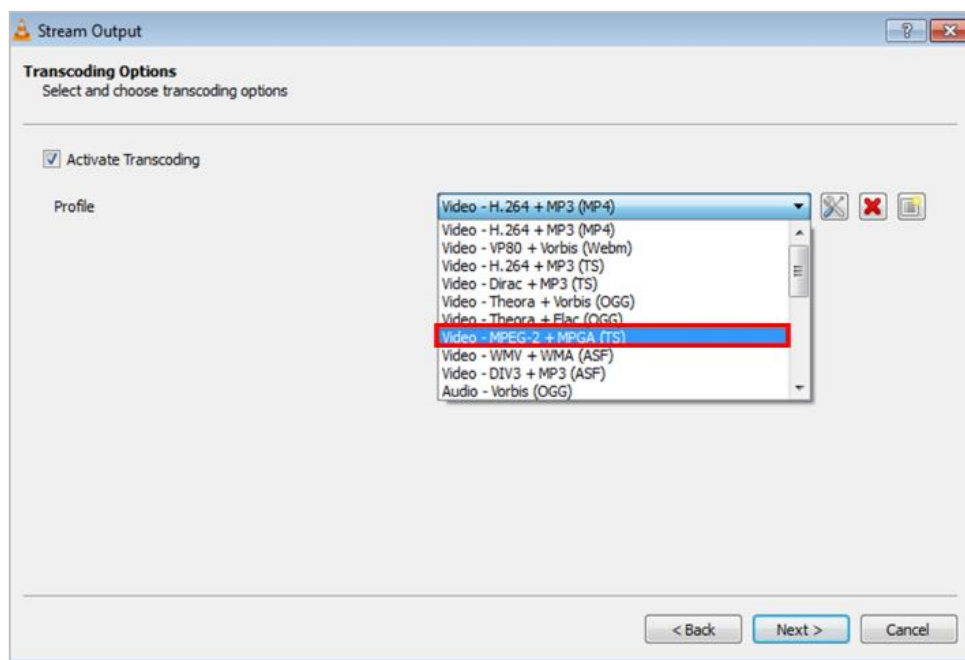 Stream Output
Transcoding Options
Select and choose transcoding options
Activate Transcoding
Profile
Video - H.264 + MP3 (MP4)
Video - H.264 + MP3 (MP4)
Video - VP80 + Vorbis (Webm)
Video - H.264 + MP3 (TS)
Video - Dirac + MP3 (TS)
Video - Theora + Vorbis (OGG)
Video - Theora + Flac (OGG)
Video - MPEG-2 + MPGA (TS)
Video - WMV + WMA (ASF)
Video - DIV3 + MP3 (ASF)
Audio - Vorbis (OGG)
< Back
Next >
Cancel